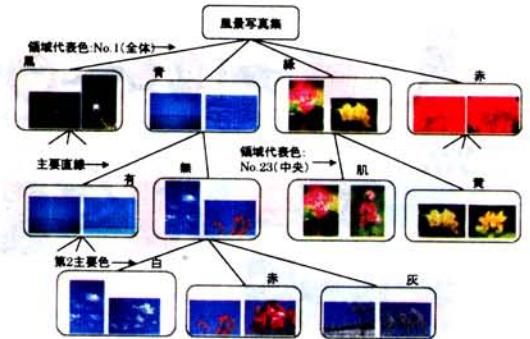 風景写真集
領域代表色:No.1(全体)
黒
青
緑
赤
主要直線
有
無
領域代表色:
No.23(中央)
肌
黄
第2主要色
白
赤
灰